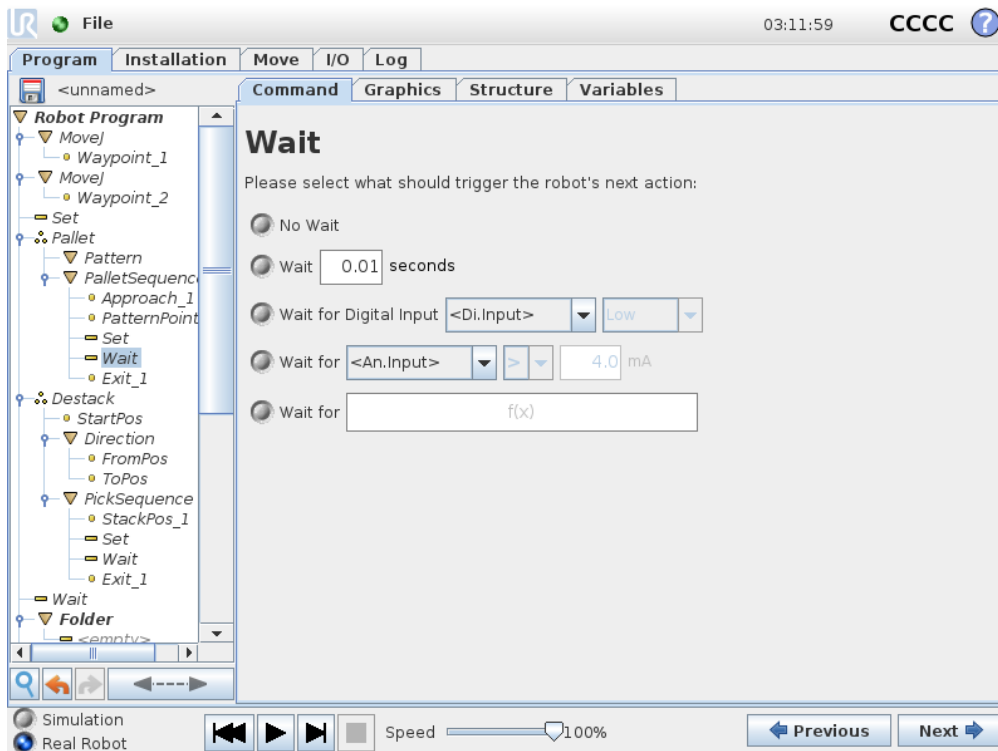 UR File 03:11:59 CCCC ?
Program Installation Move I/O Log
<unnamed> Command Graphics Structure Variables
Robot Program
MoveJ
Waypoint_1
MoveJ
Waypoint_2
Set
Pallet
Pattern
PalletSequenc
Approach_1
PatternPoint
Set
Wait
Exit_1
Destack
StartPos
Direction
FromPos
ToPos
PickSequence
StackPos_1
Set
Wait
Exit_1
Wait
Folder
<empty>
Wait
Please select what should trigger the robot's next action:
No Wait
Wait 0.01 seconds
Wait for Digital Input <Di.Input> Low
Wait for <An.Input> > 4.0 mA
Wait for f(x)
Simulation
Real Robot
Speed 100%
Previous Next